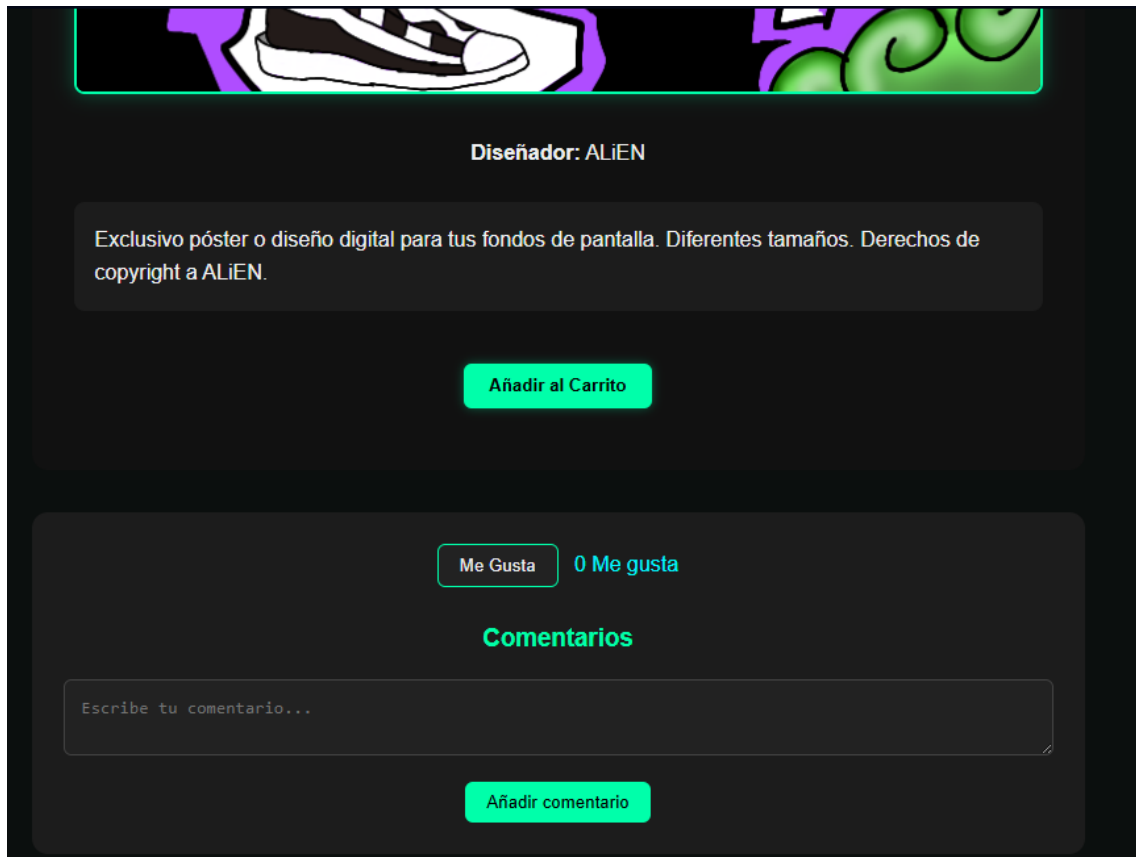 Diseñador: ALiEN
Exclusivo póster o diseño digital para tus fondos de pantalla. Diferentes tamaños. Derechos de
copyright a ALiEN.
Añadir al Carrito
Me Gusta 0 Me gusta
Comentarios
Escribe tu comentario...
Añadir comentario